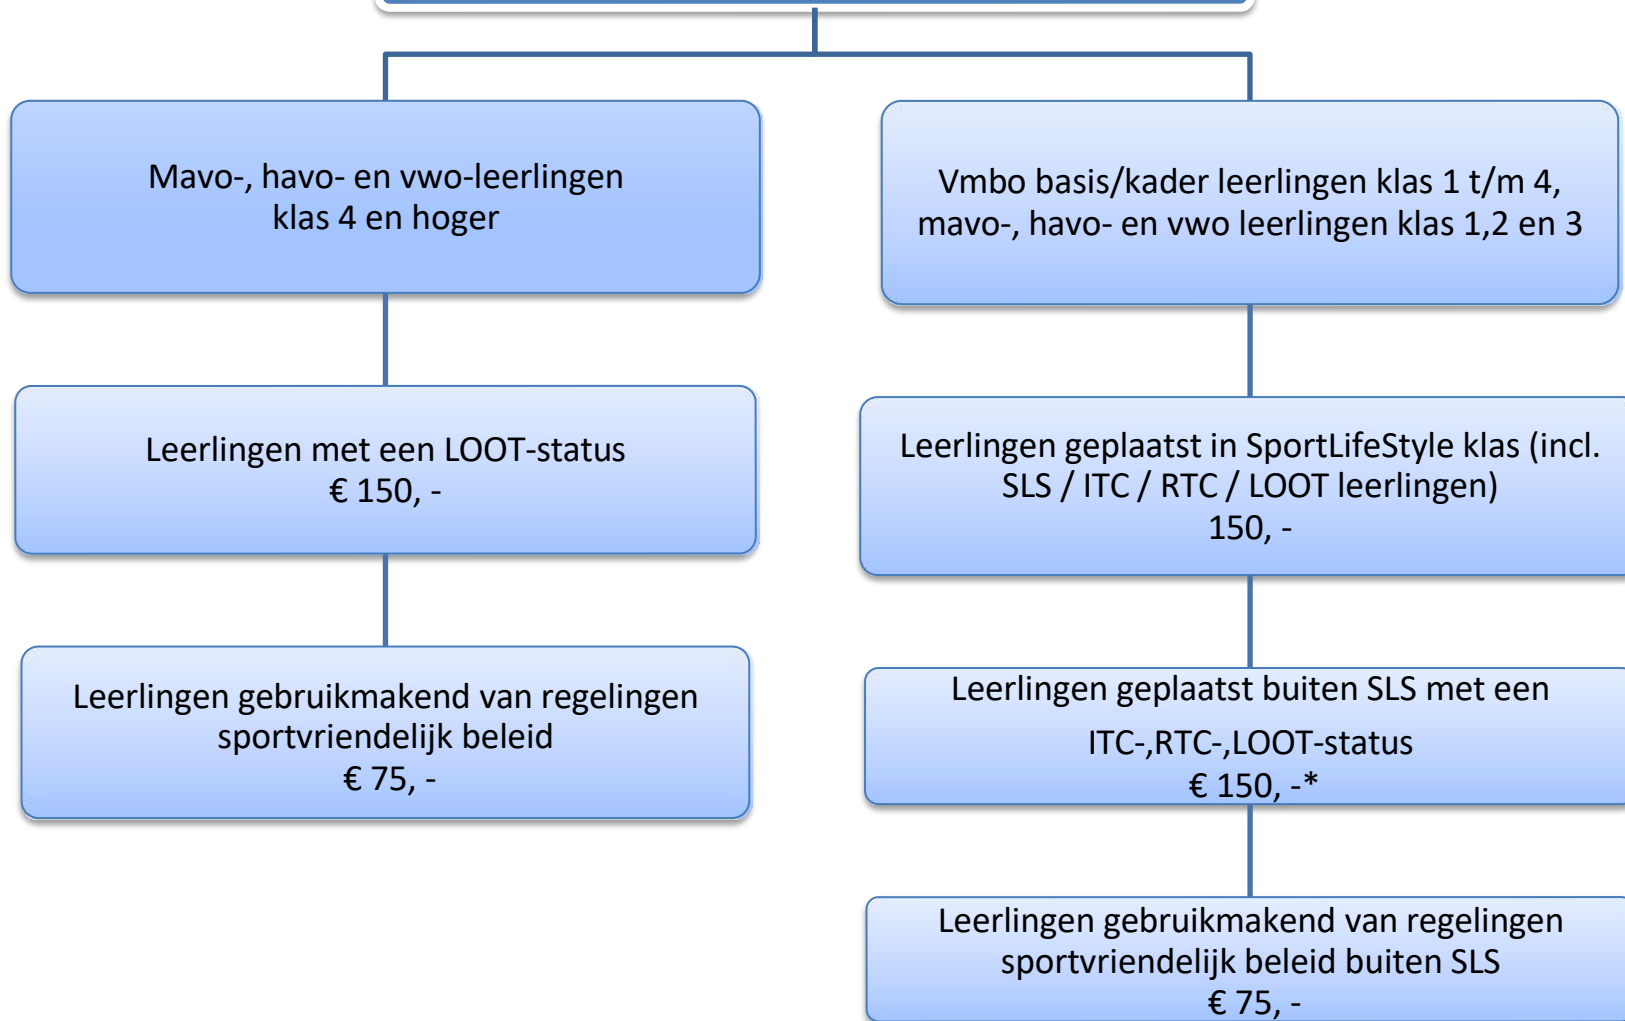 Mavo-, havo- en vwo-leerlingen
klas 4 en hoger
Leerlingen met een LOOT-status
€ 150, -
Leerlingen gebruikmakend van regelingen
sportvriendelijk beleid
€ 75, -
Vmbo basis/kader leerlingen klas 1 t/m 4,
mavo-, havo- en vwo leerlingen klas 1,2 en 3
Leerlingen geplaatst in SportLifeStyle klas (incl.
SLS / ITC / RTC / LOOT leerlingen)
150, -
Leerlingen geplaatst buiten SLS met een
ITC-,RTC-,LOOT-status
€ 150, -*
Leerlingen gebruikmakend van regelingen
sportvriendelijk beleid buiten SLS
€ 75, -